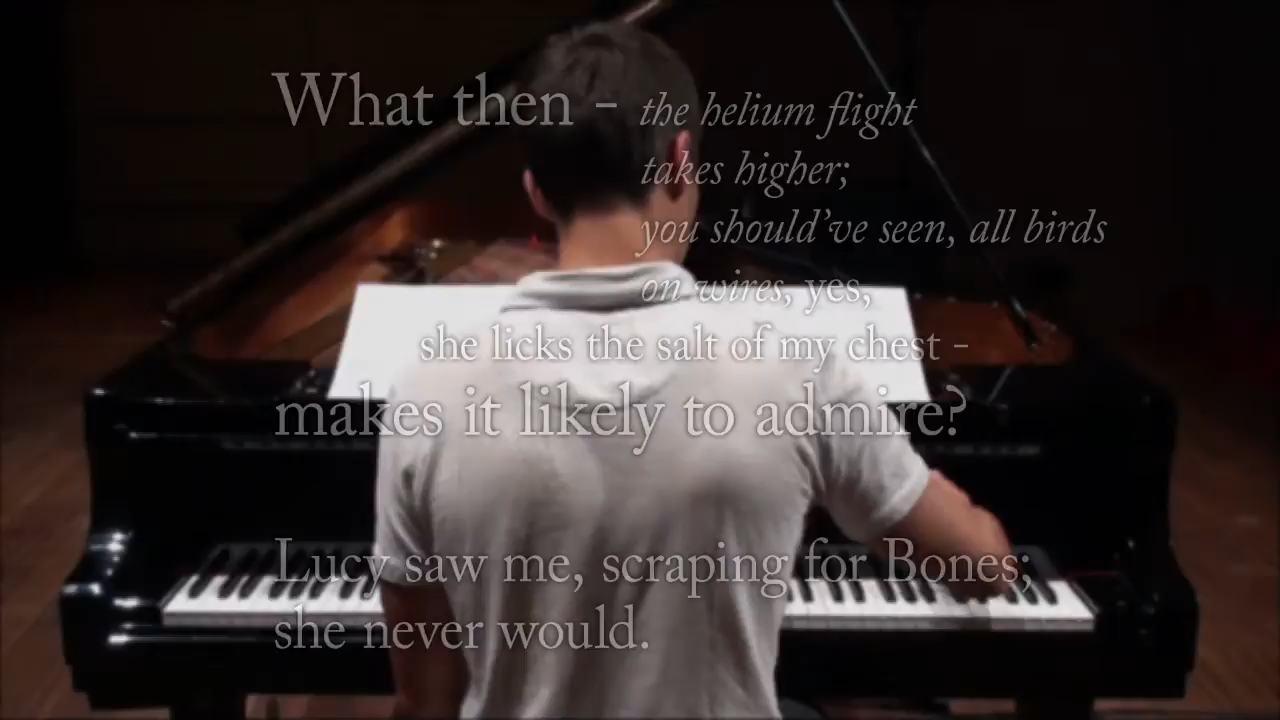 What then - the helium flight
takes higher;
you should've seen, all birds
on wires, yes,
she licks the salt of my chest -
makes it likely to admire?
Lucy saw me, scraping for Bones;
she never would.